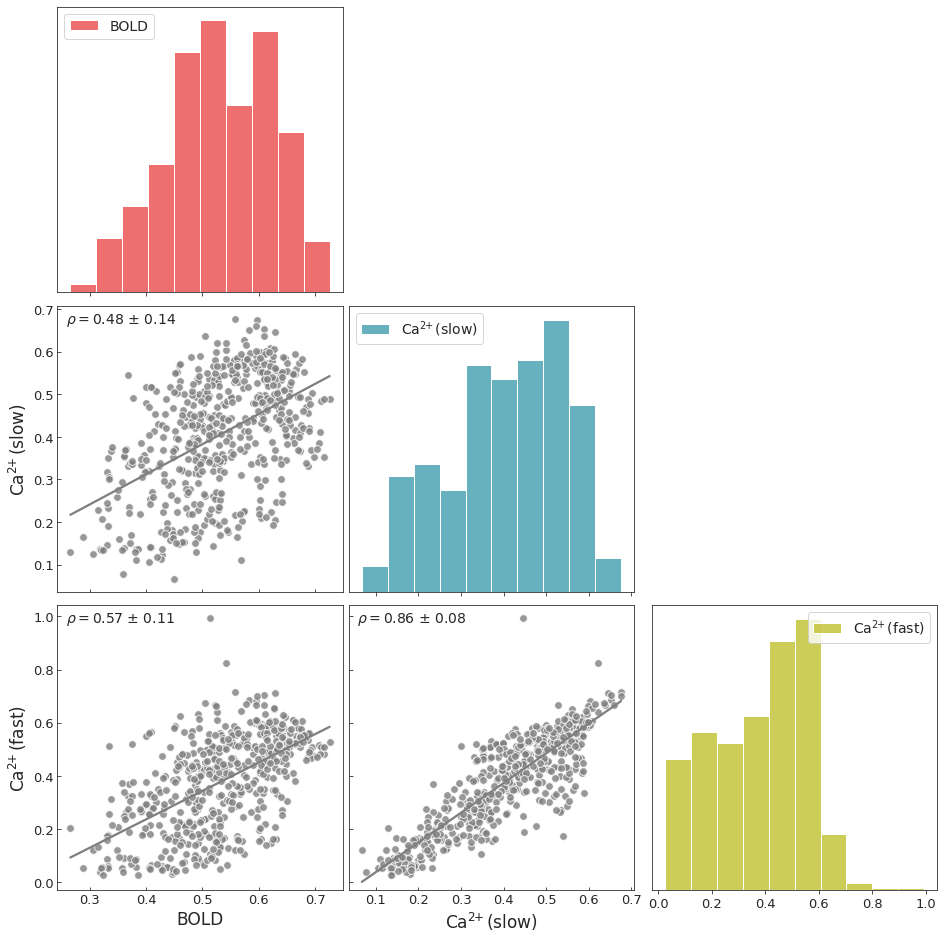 BOLD
0.7
0.6
0.5
0.4
0.3
0.2
0.1
Ca²⁺ (slow)
ρ = 0.48 ± 0.14
Ca²⁺ (slow)
1.0
0.8
0.6
0.4
0.2
0.0
Ca²⁺ (fast)
ρ = 0.57 ± 0.11
ρ = 0.86 ± 0.08
Ca²⁺ (fast)
0.3 0.4 0.5 0.6 0.7
BOLD
0.1 0.2 0.3 0.4 0.5 0.6 0.7
Ca²⁺ (slow)
0.0 0.2 0.4 0.6 0.8 1.0